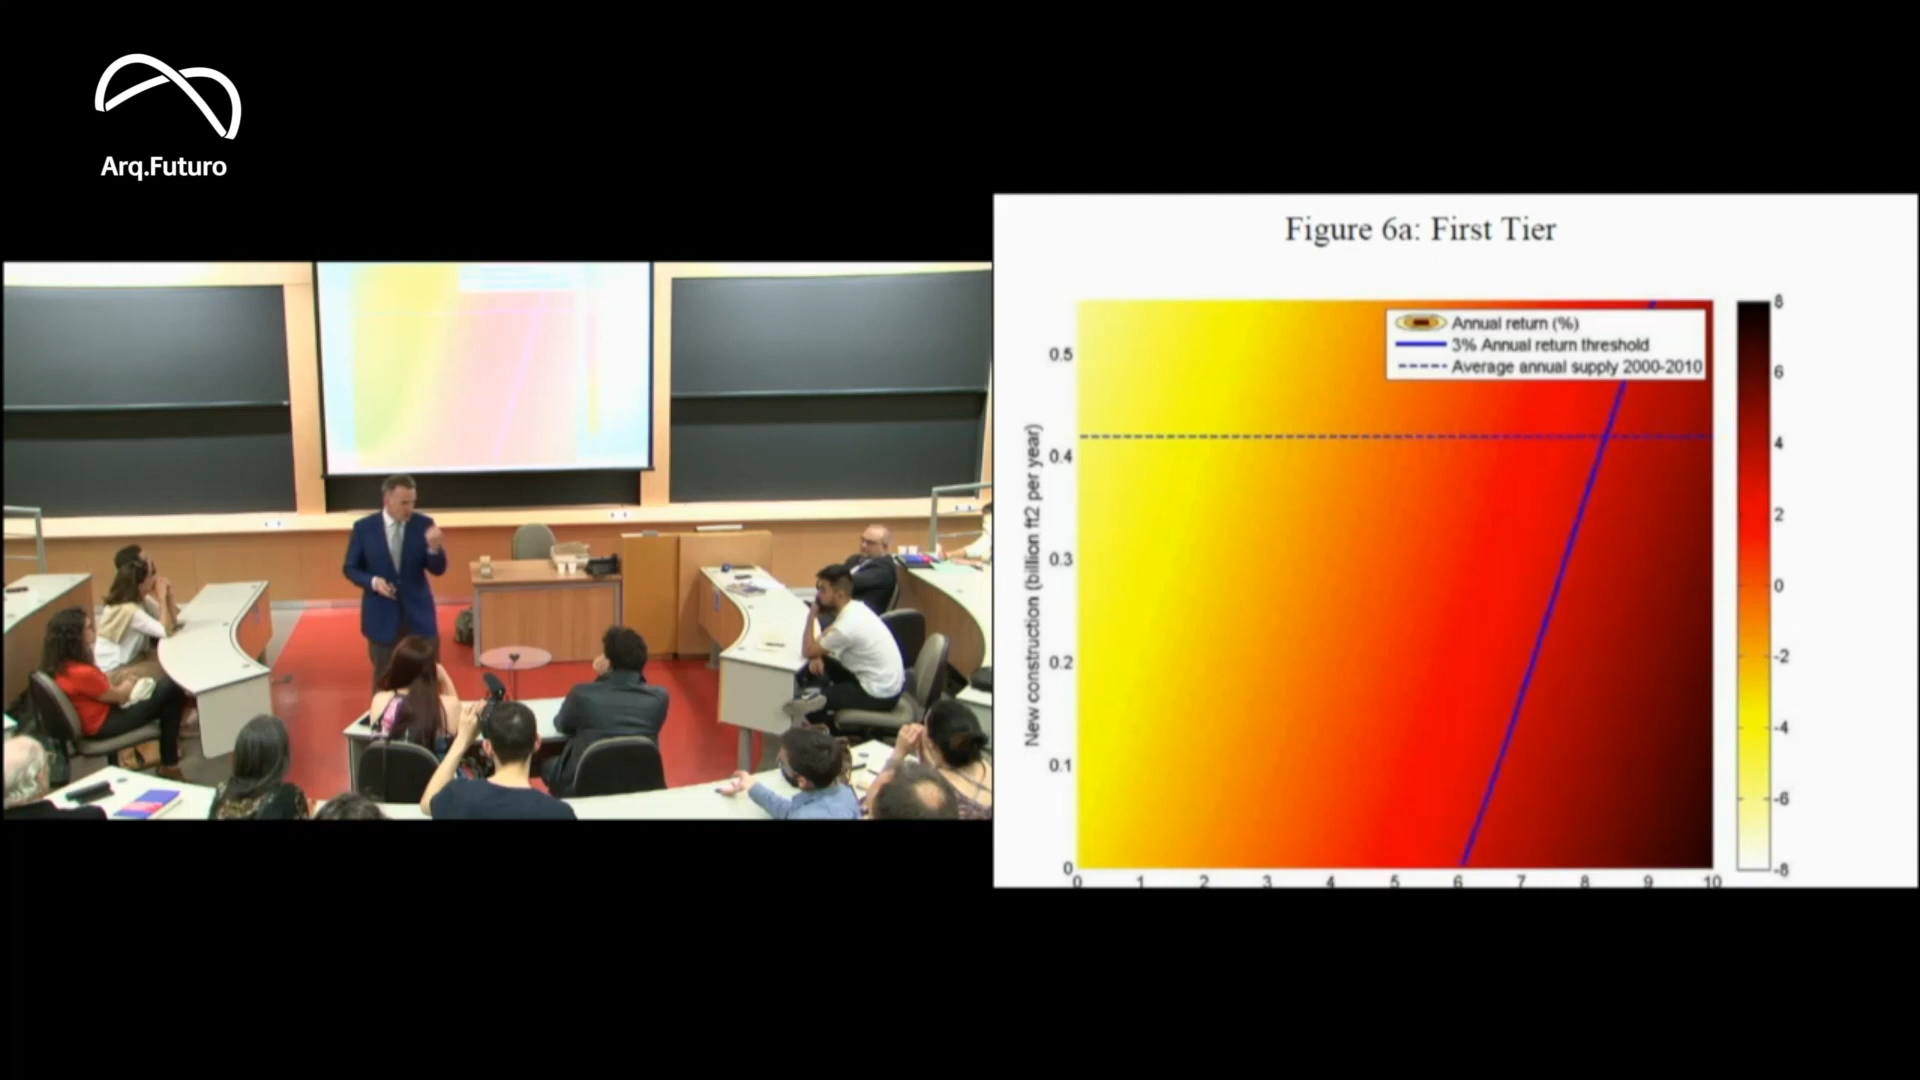 Arq.Futuro
Figure 6a: First Tier
Annual return (%)
3% Annual return threshold
Average annual supply 2000-2010
New construction (billion ft2 per year)
0.5
0.4
0.3
0.2
0.1
0
0 1 2 3 4 5 6 7 8 9 10
8
6
4
2
0
-2
-4
-6
-8